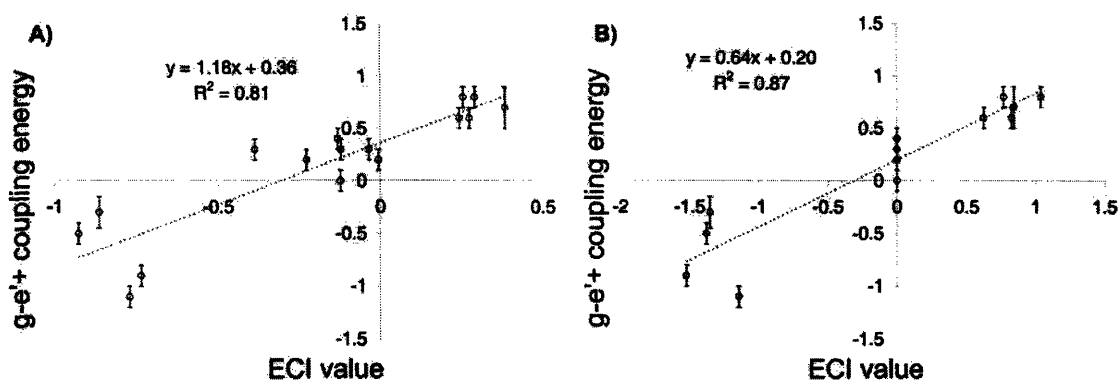 A)
y = 1.18x + 0.36
R² = 0.81
g-e'+ coupling energy
1.5
1
0.5
0
-0.5
-1
-1.5
-1
-0.5
0
0.5
ECI value
B)
y = 0.64x + 0.20
R² = 0.87
g-e'+ coupling energy
1.5
1
0.5
0
-0.5
-1
-1.5
-2
-1.5
-1
-0.5
0
0.5
1
1.5
ECI value